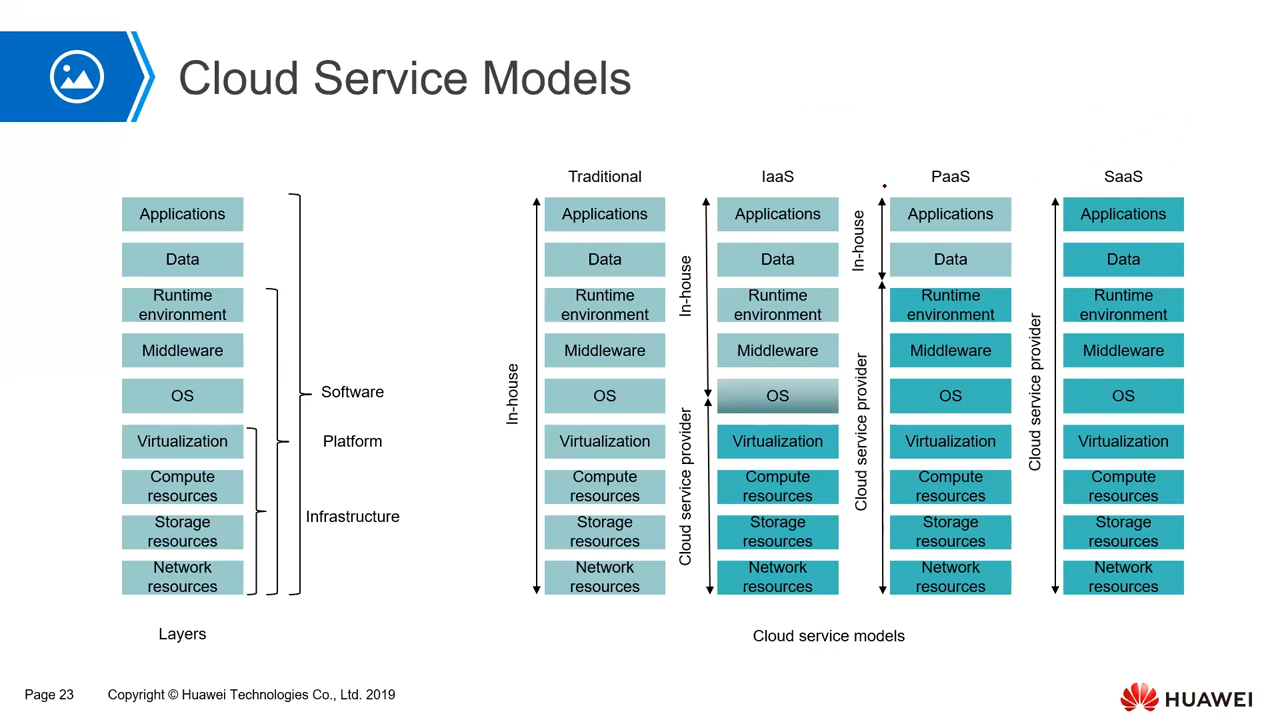 Cloud Service Models
Applications
Data
Runtime
environment
Middleware
OS
Virtualization
Compute
resources
Storage
resources
Network
resources
Layers
Software
Platform
Infrastructure
Traditional
In-house
Applications
Data
Runtime
environment
Middleware
OS
Virtualization
Compute
resources
Storage
resources
Network
resources
IaaS
In-house
Cloud service provider
Applications
Data
Runtime
environment
Middleware
OS
Virtualization
Compute
resources
Storage
resources
Network
resources
PaaS
In-house
Cloud service provider
Applications
Data
Runtime
environment
Middleware
OS
Virtualization
Compute
resources
Storage
resources
Network
resources
SaaS
Cloud service provider
Applications
Data
Runtime
environment
Middleware
OS
Virtualization
Compute
resources
Storage
resources
Network
resources
Cloud service models
Page 23
Copyright © Huawei Technologies Co., Ltd. 2019
HUAWEI